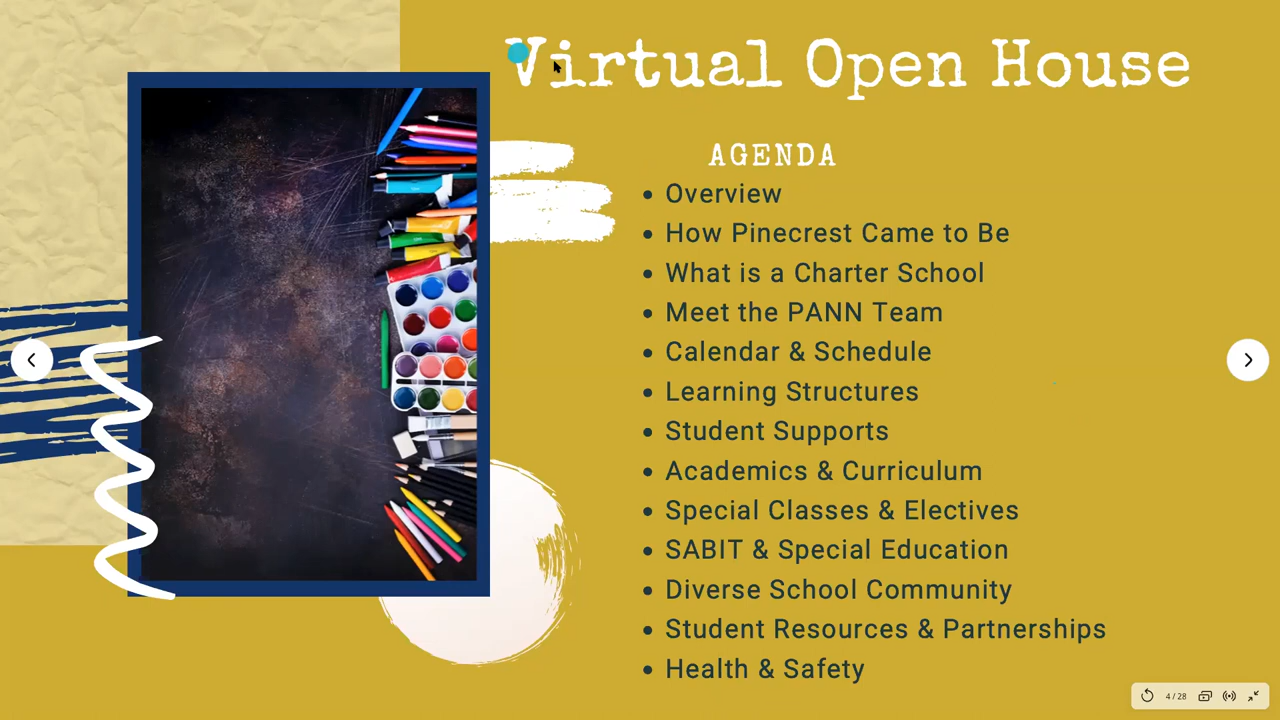 Virtual Open House
AGENDA
• Overview
• How Pinecrest Came to Be
• What is a Charter School
• Meet the PANN Team
• Calendar & Schedule
• Learning Structures
• Student Supports
• Academics & Curriculum
• Special Classes & Electives
• SABIT & Special Education
• Diverse School Community
• Student Resources & Partnerships
• Health & Safety
4 / 28